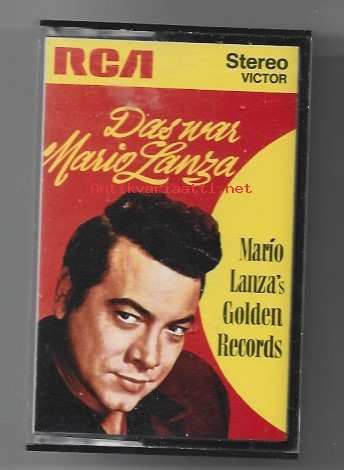 RCA
Stereo
VICTOR
Das war
Mario Lanza
Antikvariaatti.net
Mario
Lanza's
Golden
Records